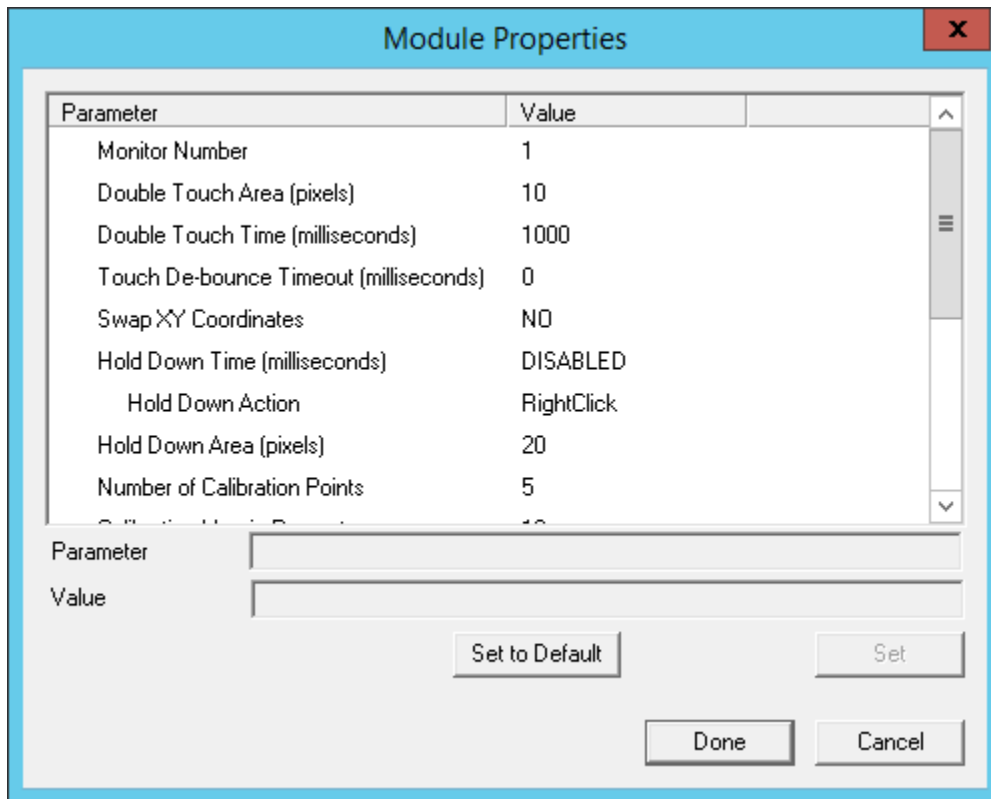 Module Properties
x
Parameter Value
Monitor Number 1
Double Touch Area (pixels) 10
Double Touch Time (milliseconds) 1000
Touch De-bounce Timeout (milliseconds) 0
Swap XY Coordinates NO
Hold Down Time (milliseconds) DISABLED
Hold Down Action RightClick
Hold Down Area (pixels) 20
Number of Calibration Points 5
Parameter
Value
Set to Default Set
Done Cancel